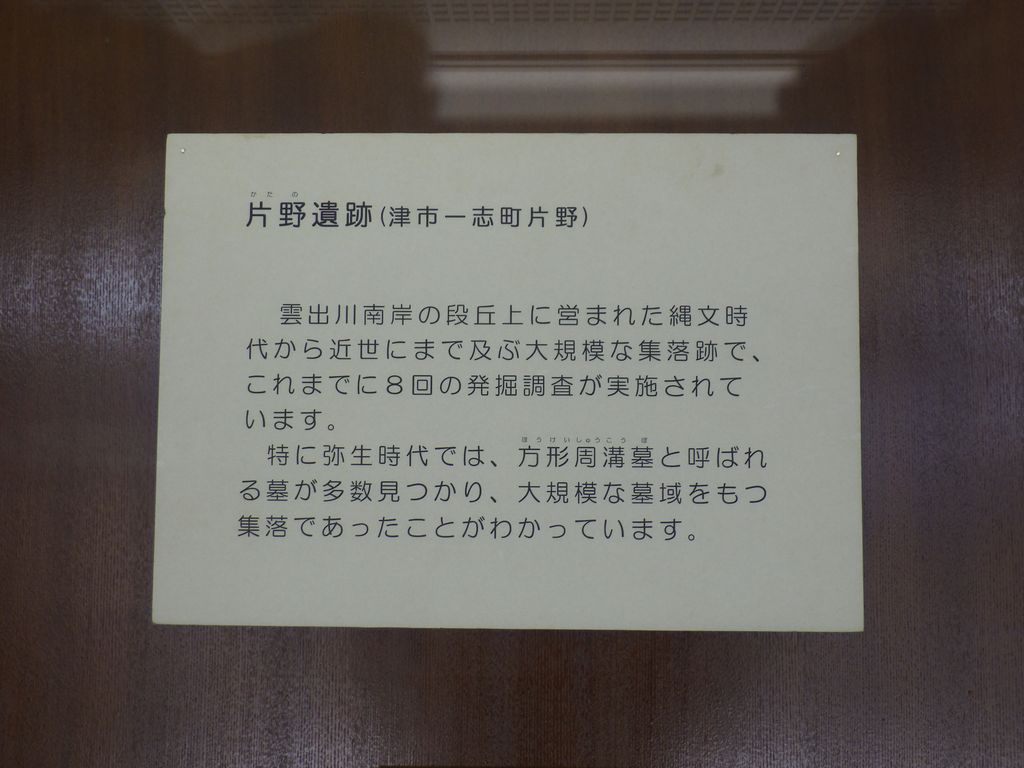 かたの
片野遺跡(津市一志町片野)
雲出川南岸の段丘上に営まれた縄文時
代から近世にまで及ぶ大規模な集落跡で、
これまでに8回の発掘調査が実施されて
います。
ほうけいしゅうこうぼ
特に弥生時代では、方形周溝墓と呼ばれ
る墓が多数見つかり、大規模な墓域をもつ
集落であったことがわかっています。